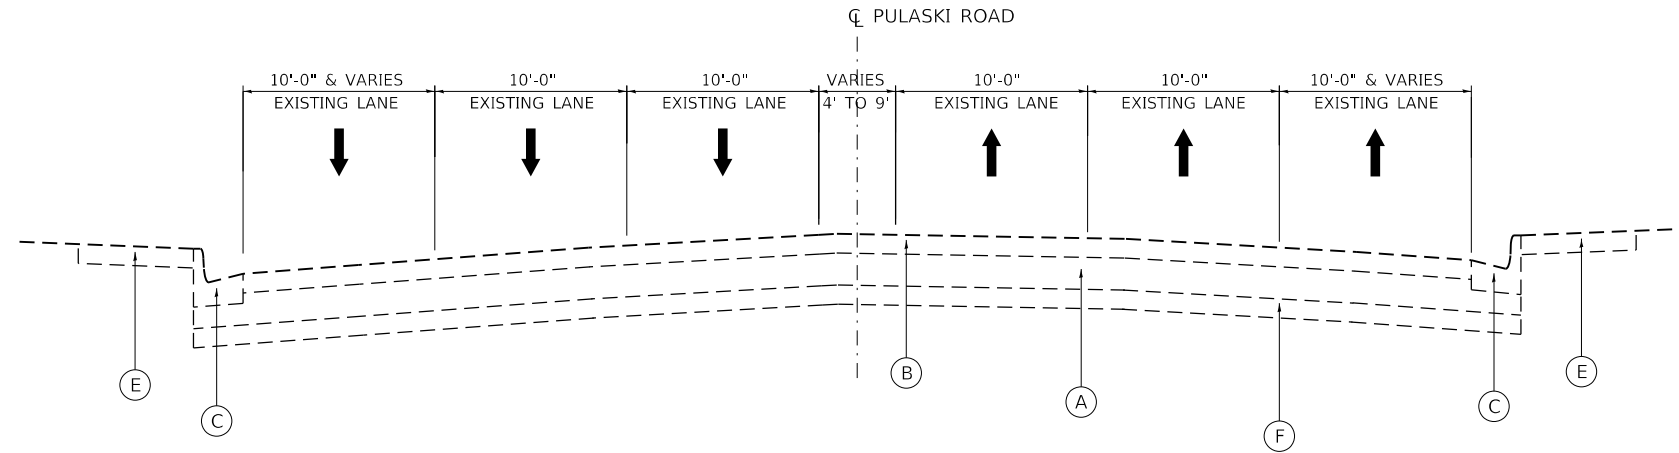 ℄ PULASKI ROAD
10'-0" & VARIES
EXISTING LANE
10'-0"
EXISTING LANE
10'-0"
EXISTING LANE
VARIES
4' TO 9'
10'-0"
EXISTING LANE
10'-0"
EXISTING LANE
10'-0" & VARIES
EXISTING LANE
E
C
B
A
F
C
E